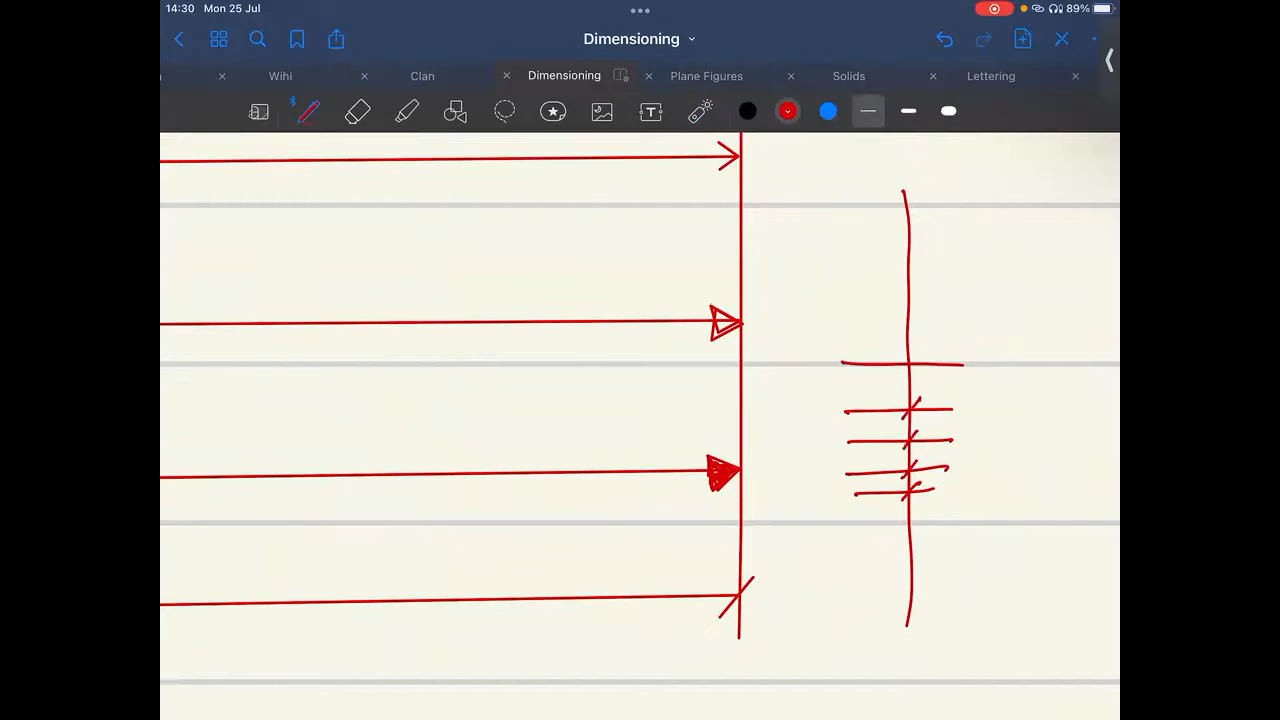 14:30 Mon 25 Jul 89%
Dimensioning
Wihi Clan Dimensioning Plane Figures Solids Lettering